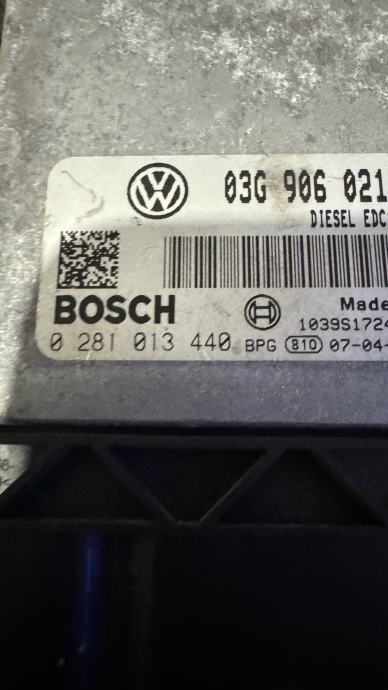 03G 906 021
DIESEL EDC
BOSCH
Made
1039S1724
0 281 013 440 BPG 810 07-04-